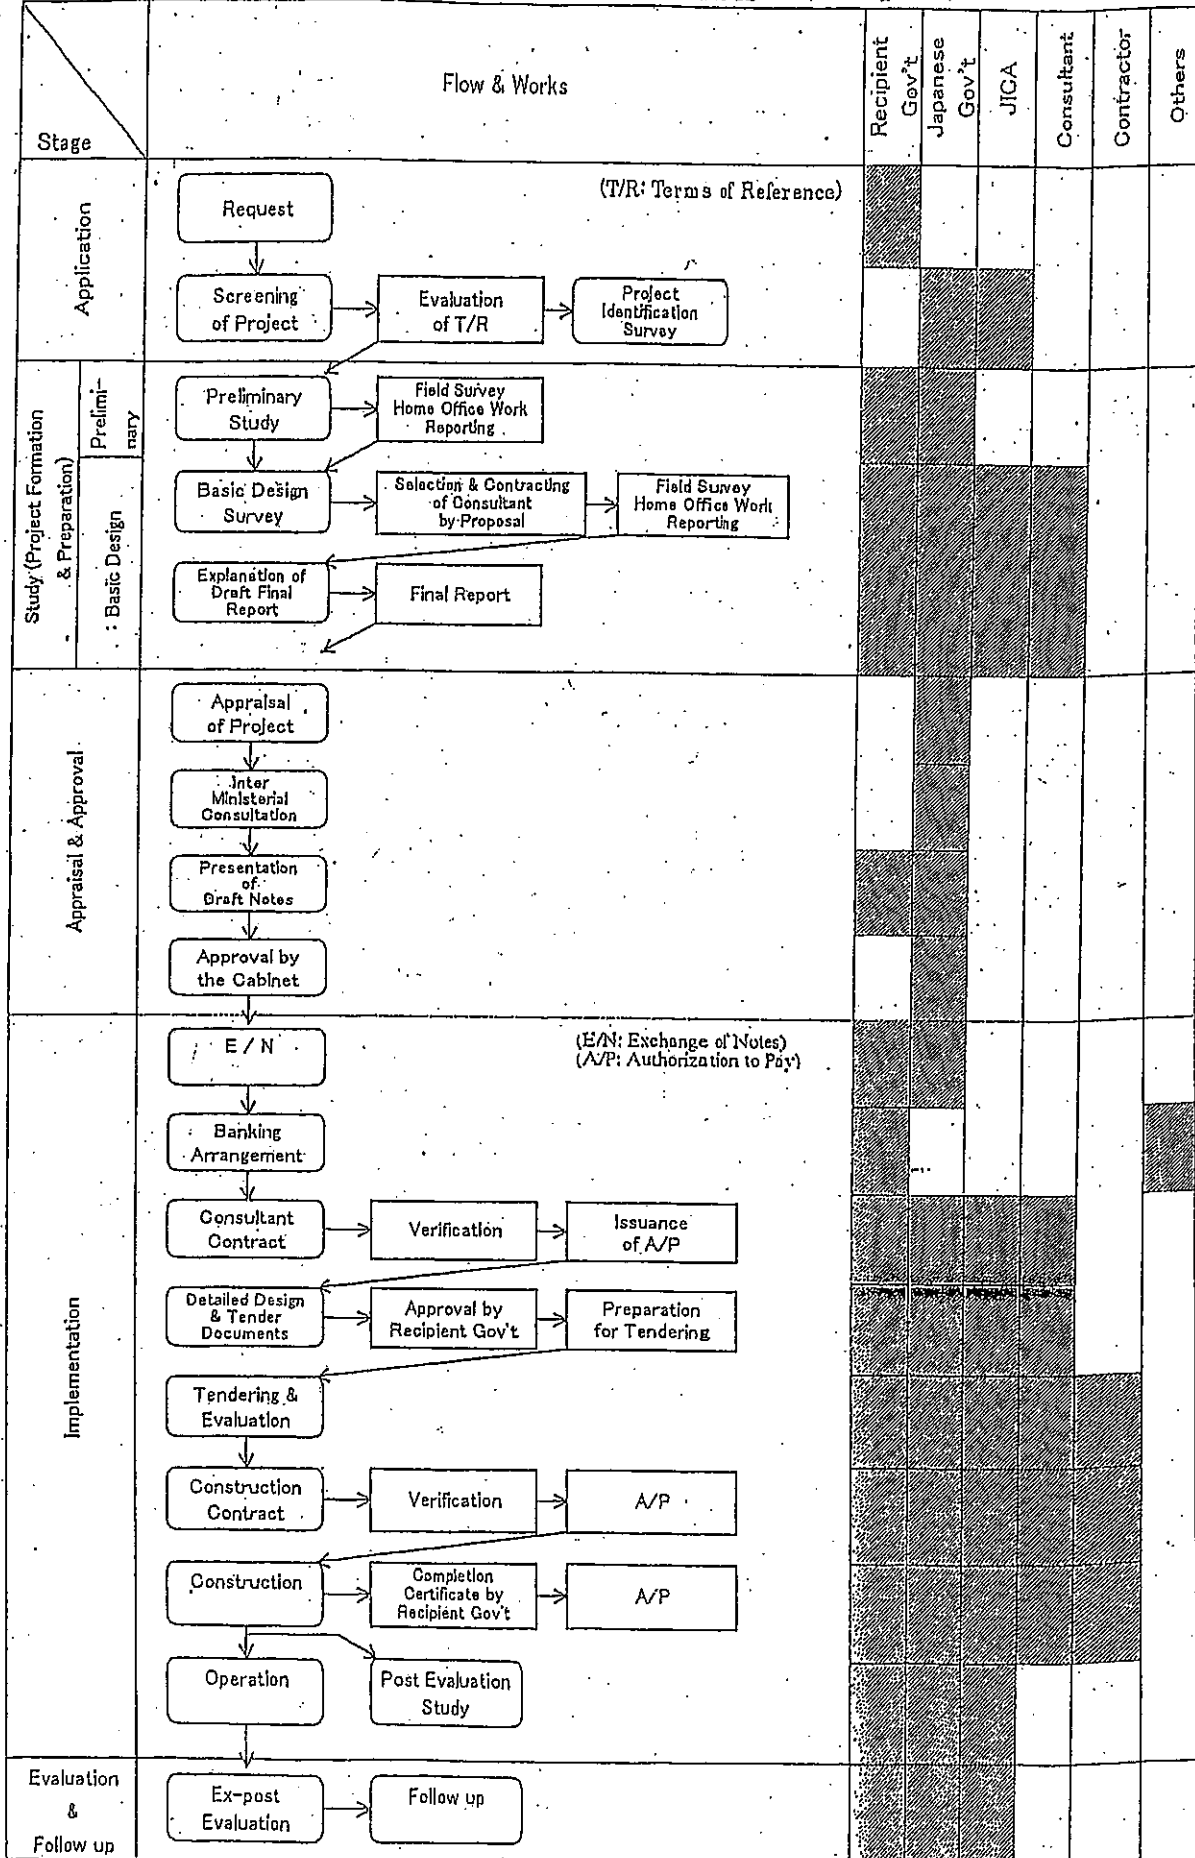 Stage
Flow & Works
Recipient
Gov't
Japanese
Gov't
JICA
Consultant
Contractor
Others
Application
Request
(T/R: Terms of Reference)
Screening
of Project
Evaluation
of T/R
Project
Identification
Survey
Study (Project Formation
& Preparation)
Prelimi-
nary
Preliminary
Study
Field Survey
Home Office Work
Reporting
: Basic Design
Basic Design
Survey
Selection & Contracting
of Consultant
by Proposal
Field Survey
Home Office Work
Reporting
Explanation of
Draft Final
Report
Final Report
Appraisal & Approval
Appraisal
of Project
Inter
Ministerial
Consultation
Presentation
of
Draft Notes
Approval by
the Cabinet
Implementation
E / N
(E/N: Exchange of Notes)
(A/P: Authorization to Pay)
Banking
Arrangement
Consultant
Contract
Verification
Issuance
of A/P
Detailed Design
& Tender
Documents
Approval by
Recipient Gov't
Preparation
for Tendering
Tendering &
Evaluation
Construction
Contract
Verification
A/P
Construction
Completion
Certificate by
Recipient Gov't
A/P
Operation
Post Evaluation
Study
Evaluation
&
Follow up
Ex-post
Evaluation
Follow up